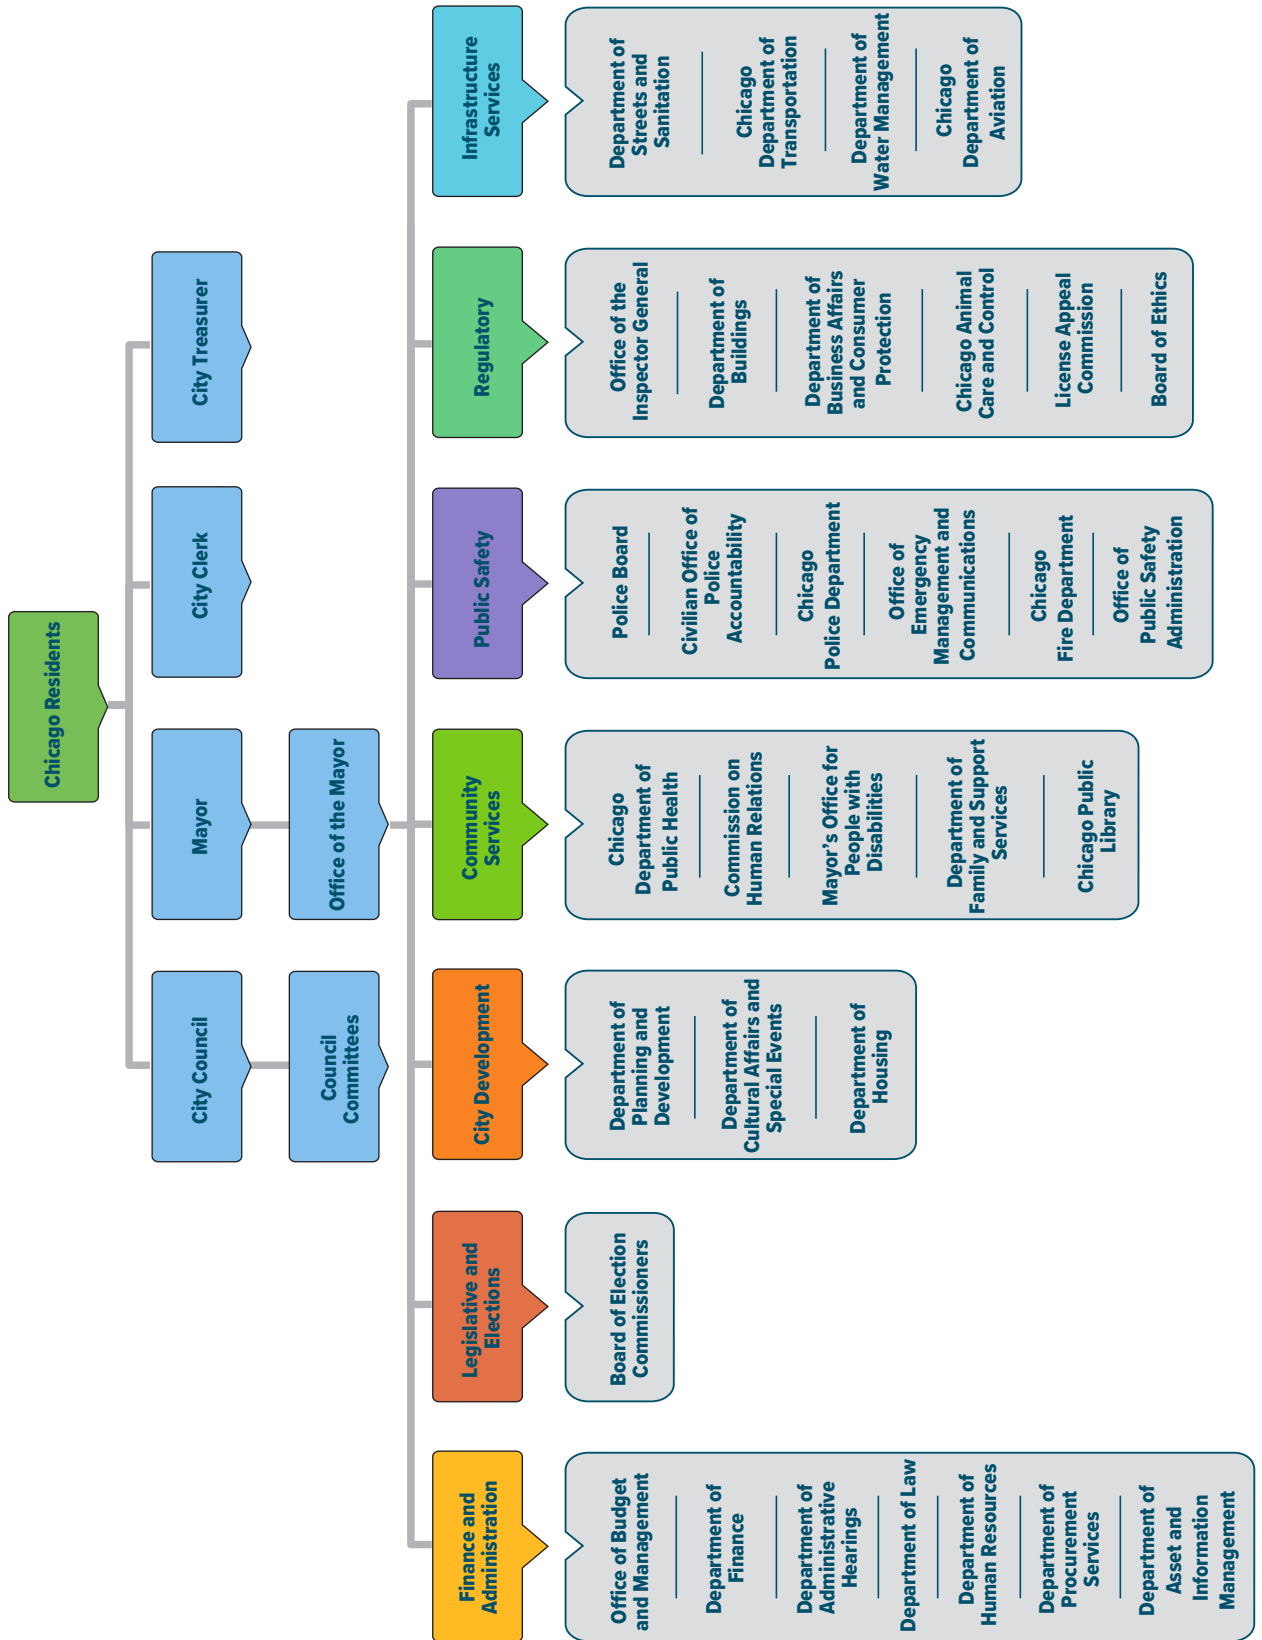 Chicago Residents
City Council
Mayor
City Clerk
City Treasurer
Council
Committees
Office of the Mayor
Finance and
Administration
Office of Budget
and Management
Department of
Finance
Department of
Administrative
Hearings
Department of Law
Department of
Human Resources
Department of
Procurement
Services
Department of
Asset and
Information
Management
Legislative and
Elections
Board of Election
Commissioners
City Development
Department of
Planning and
Development
Department of
Cultural Affairs and
Special Events
Department of
Housing
Community
Services
Chicago
Department of
Public Health
Commission on
Human Relations
Mayor’s Office for
People with
Disabilities
Department of
Family and Support
Services
Chicago Public
Library
Public Safety
Police Board
Civilian Office of
Police
Accountability
Chicago
Police Department
Office of
Emergency
Management and
Communications
Chicago
Fire Department
Office of
Public Safety
Administration
Regulatory
Office of the
Inspector General
Department of
Buildings
Department of
Business Affairs
and Consumer
Protection
Chicago Animal
Care and Control
License Appeal
Commission
Board of Ethics
Infrastructure
Services
Department of
Streets and
Sanitation
Chicago
Department of
Transportation
Department of
Water Management
Chicago
Department of
Aviation